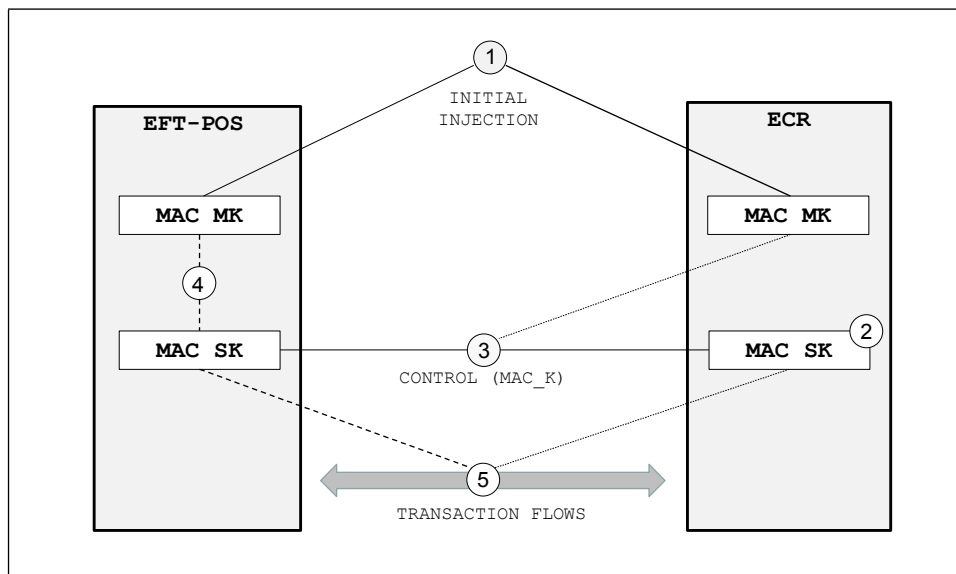 1
INITIAL
INJECTION
EFT-POS
ECR
MAC MK
MAC MK
4
2
MAC SK
3
MAC SK
CONTROL (MAC_K)
5
TRANSACTION FLOWS